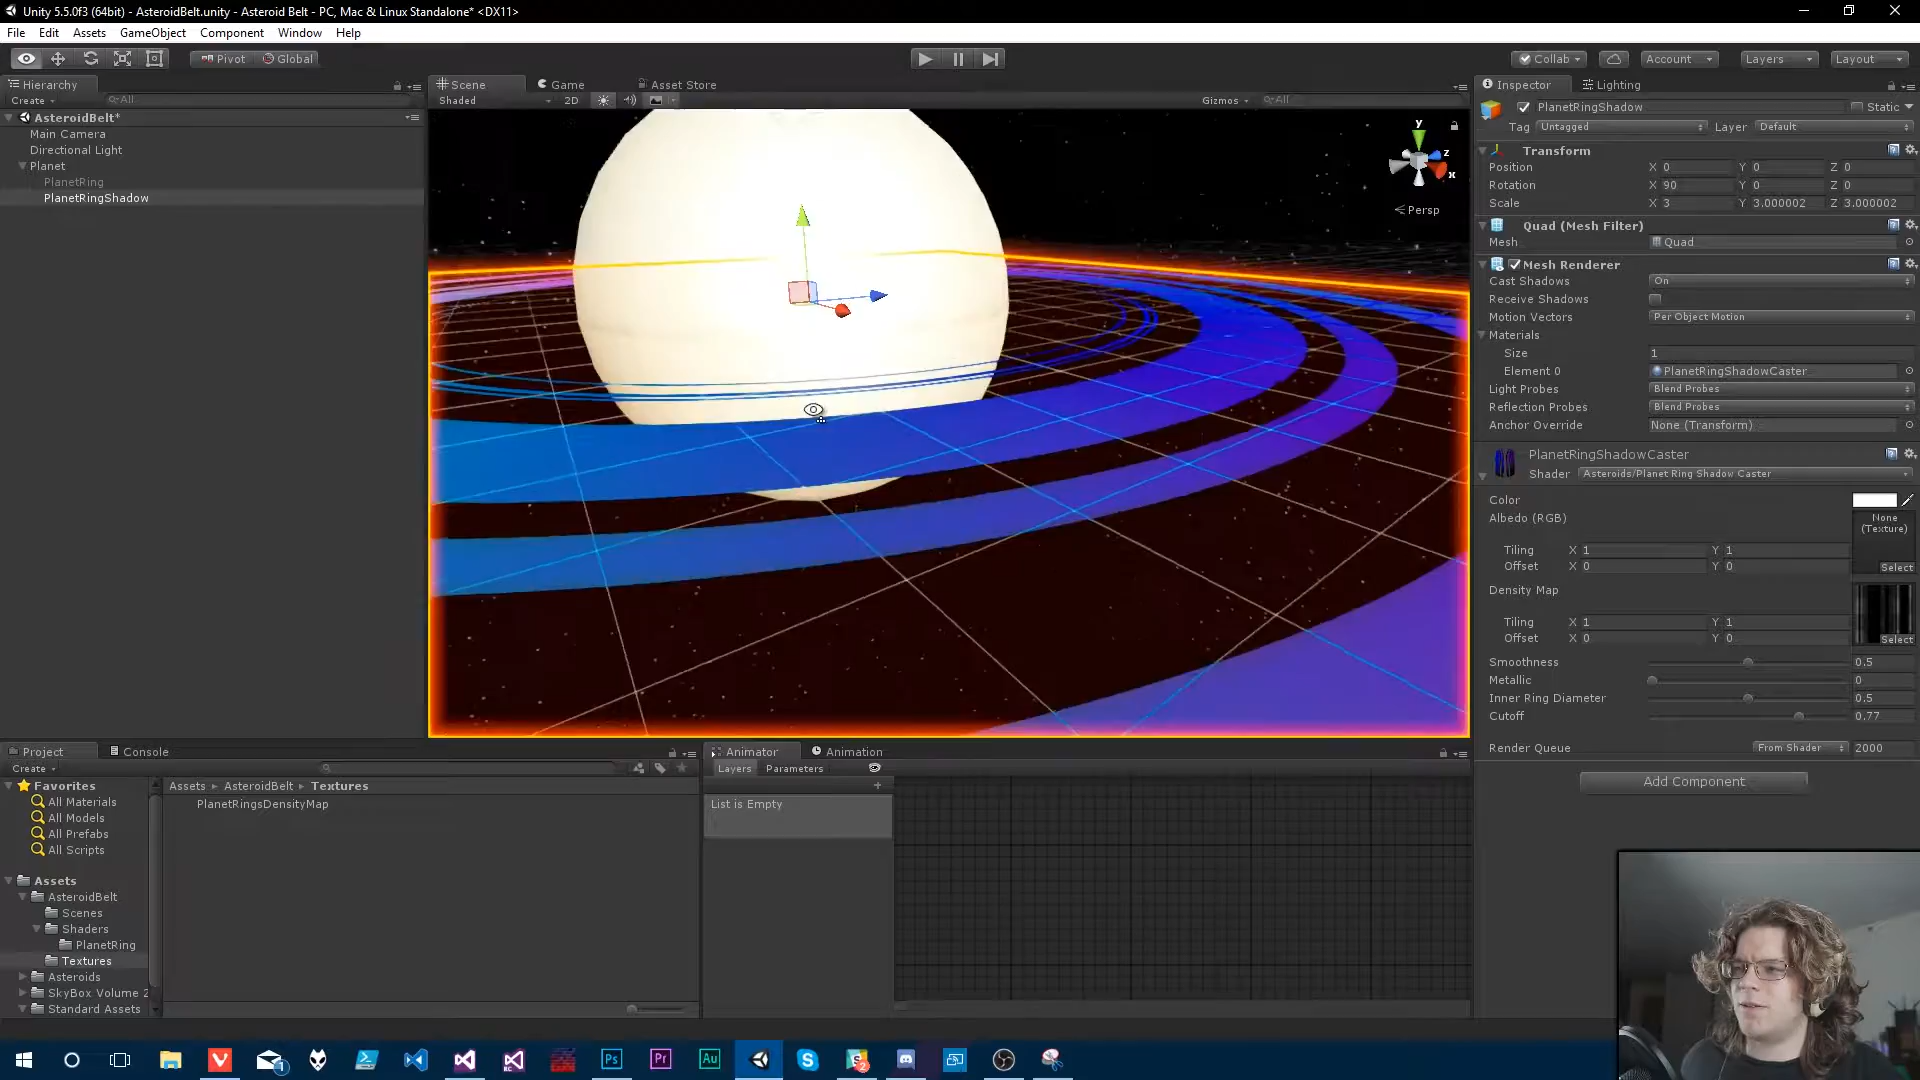 Unity 5.5.0f3 (64bit) - AsteroidBelt.unity - Asteroid Belt - PC, Mac & Linux Standalone* <DX11>
File Edit Assets GameObject Component Window Help
Pivot Global Collab Account Layers Layout
Hierarchy
Create All
AsteroidBelt*
Main Camera
Directional Light
Planet
PlanetRing
PlanetRingShadow
Scene Game Asset Store
Shaded 2D Gizmos All
y
z
x
Persp
Inspector Lighting
PlanetRingShadow Static
Tag Untagged Layer Default
Transform
Position X 0 Y 0 Z 0
Rotation X 90 Y 0 Z 0
Scale X 3 Y 3.000002 Z 3.000002
Quad (Mesh Filter)
Mesh Quad
Mesh Renderer
Cast Shadows On
Receive Shadows
Motion Vectors Per Object Motion
Materials
Size 1
Element 0 PlanetRingShadowCaster
Light Probes Blend Probes
Reflection Probes Blend Probes
Anchor Override None (Transform)
PlanetRingShadowCaster
Shader Asteroids/Planet Ring Shadow Caster
Color
Albedo (RGB) None (Texture)
Tiling X 1 Y 1
Offset X 0 Y 0 Select
Density Map
Tiling X 1 Y 1
Offset X 0 Y 0 Select
Smoothness 0.5
Metallic 0
Inner Ring Diameter 0.5
Cutoff 0.77
Render Queue From Shader 2000
Add Component
Project Console
Create
Favorites
All Materials
All Models
All Prefabs
All Scripts
Assets
AsteroidBelt
Scenes
Shaders
PlanetRing
Textures
Asteroids
SkyBox Volume 2
Standard Assets
Assets AsteroidBelt Textures
PlanetRingsDensityMap
Animator Animation
Layers Parameters
List is Empty
Ps Pr Au